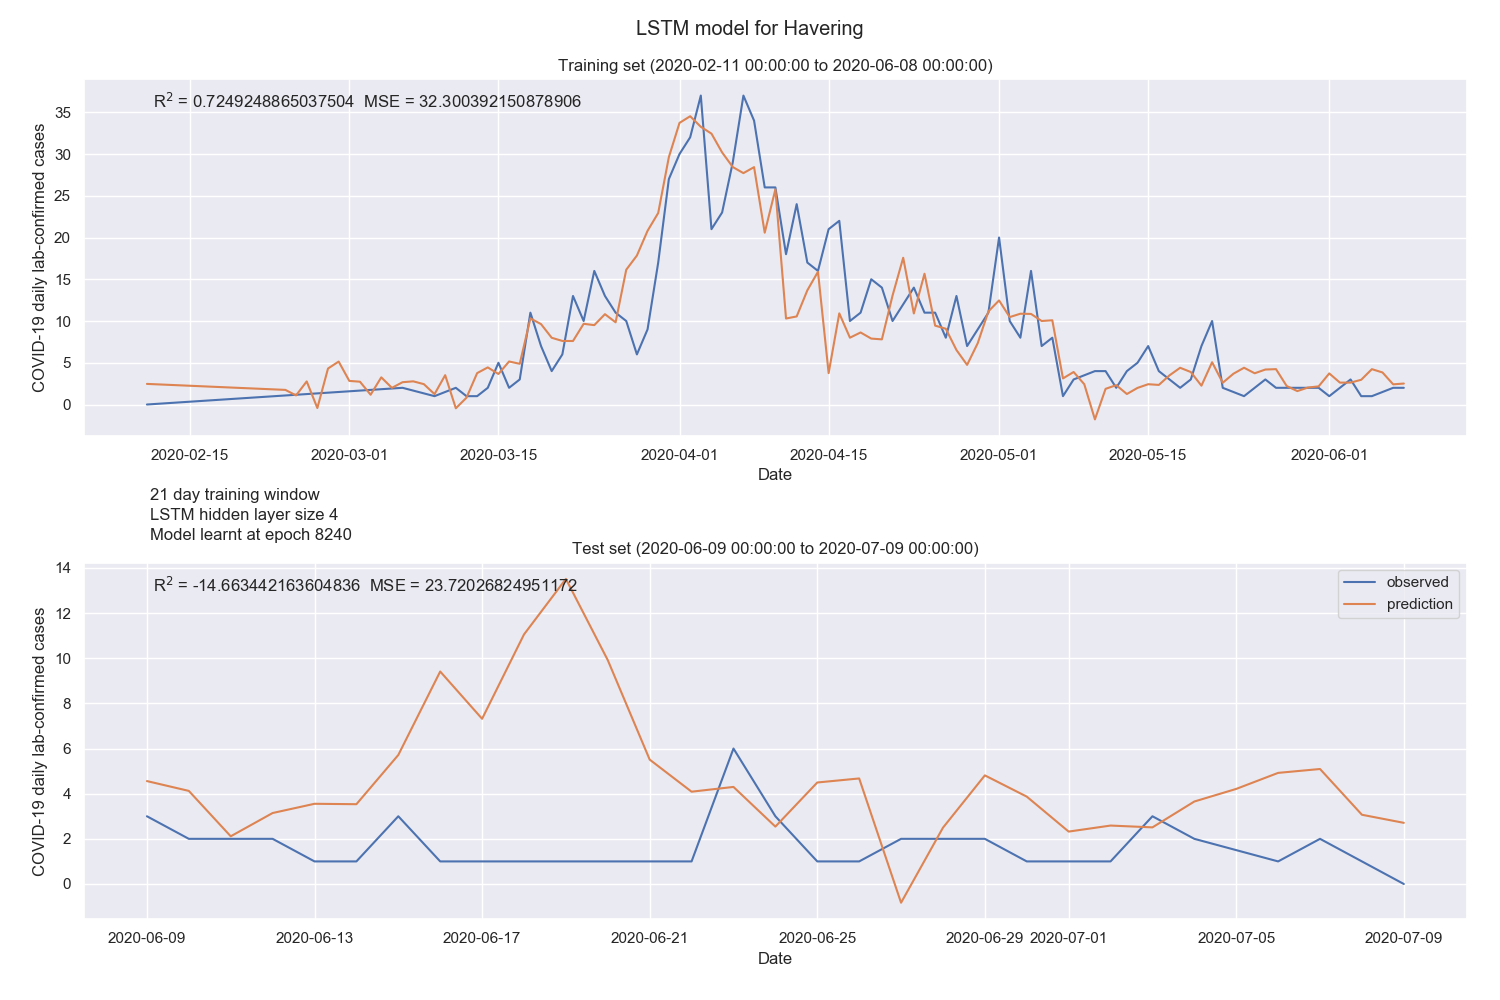 LSTM model for Havering
Training set (2020-02-11 00:00:00 to 2020-06-08 00:00:00)
R² = 0.7249248865037504 MSE = 32.300392150878906
COVID-19 daily lab-confirmed cases
35
30
25
20
15
10
5
0
2020-02-15 2020-03-01 2020-03-15 2020-04-01 2020-04-15 2020-05-01 2020-05-15 2020-06-01
Date
21 day training window
LSTM hidden layer size 4
Model learnt at epoch 8240
Test set (2020-06-09 00:00:00 to 2020-07-09 00:00:00)
R² = -14.663442163604836 MSE = 23.72026824951172
observed
prediction
COVID-19 daily lab-confirmed cases
14
12
10
8
6
4
2
0
2020-06-09 2020-06-13 2020-06-17 2020-06-21 2020-06-25 2020-06-29 2020-07-01 2020-07-05 2020-07-09
Date